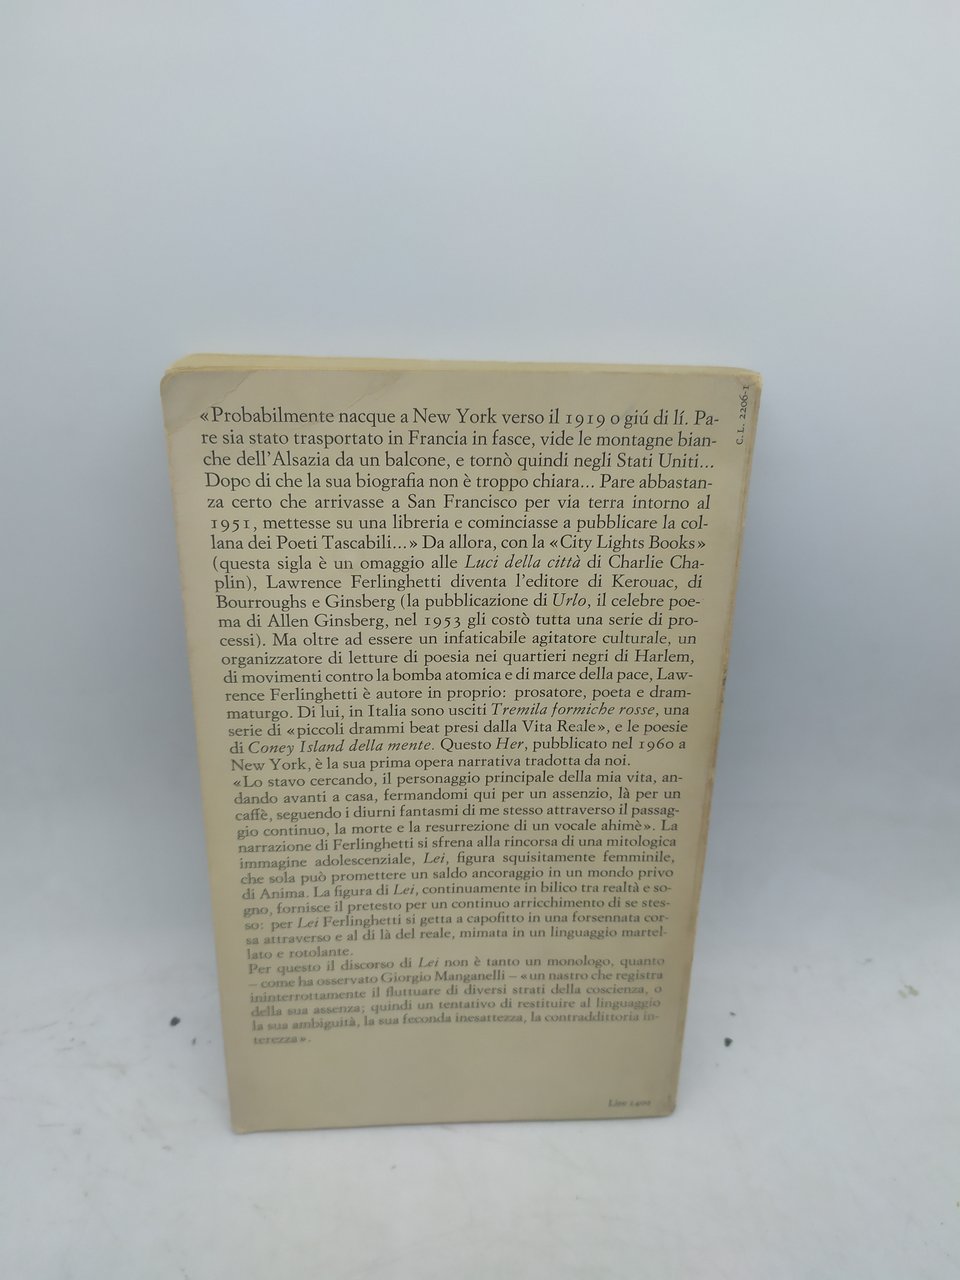 «Probabilmente nacque a New York verso il 1919 o giú di lí. Pa-
re sia stato trasportato in Francia in fasce, vide le montagne bian-
che dell'Alsazia da un balcone, e tornò quindi negli Stati Uniti...
Dopo di che la sua biografia non è troppo chiara... Pare abbastan-
za certo che arrivasse a San Francisco per via terra intorno al
1951, mettesse su una libreria e cominciasse a pubblicare la col-
lana dei Poeti Tascabili...» Da allora, con la «City Lights Books»
(questa sigla è un omaggio alle Luci della città di Charlie Cha-
plin), Lawrence Ferlinghetti diventa l'editore di Kerouac, di
Bourroughs e Ginsberg (la pubblicazione di Urlo, il celebre poe-
ma di Allen Ginsberg, nel 1953 gli costò tutta una serie di pro-
cessi). Ma oltre ad essere un infaticabile agitatore culturale, un
organizzatore di letture di poesia nei quartieri negri di Harlem,
di movimenti contro la bomba atomica e di marce della pace, Law-
rence Ferlinghetti è autore in proprio: prosatore, poeta e dram-
maturgo. Di lui, in Italia sono usciti Tremila formiche rosse, una
serie di «piccoli drammi beat presi dalla Vita Reale», e le poesie
di Coney Island della mente. Questo Her, pubblicato nel 1960 a
New York, è la sua prima opera narrativa tradotta da noi.
«Lo stavo cercando, il personaggio principale della mia vita, an-
dando avanti a casa, fermandomi qui per un assenzio, là per un
caffè, seguendo i diurni fantasmi di me stesso attraverso il passag-
gio continuo, la morte e la resurrezione di un vocale ahimè». La
narrazione di Ferlinghetti si sfrena alla rincorsa di una mitologica
immagine adolescenziale, Lei, figura squisitamente femminile,
che sola può promettere un saldo ancoraggio in un mondo privo
di Anima. La figura di Lei, continuamente in bilico tra realtà e so-
gno, fornisce il pretesto per un continuo arricchimento di se stes-
so: per Lei Ferlinghetti si getta a capofitto in una forsennata cor-
sa attraverso e al di là del reale, mimata in un linguaggio martel-
lato e rotolante.
Per questo il discorso di Lei non è tanto un monologo, quanto
– come ha osservato Giorgio Manganelli – «un nastro che registra
ininterrottamente il fluttuare di diversi strati della coscienza, o
della sua assenza; quindi un tentativo di restituire al linguaggio
la sua ambiguità, la sua feconda inesattezza, la contraddittoria in-
terezza».
Lire 1400
C.L. 2206-1